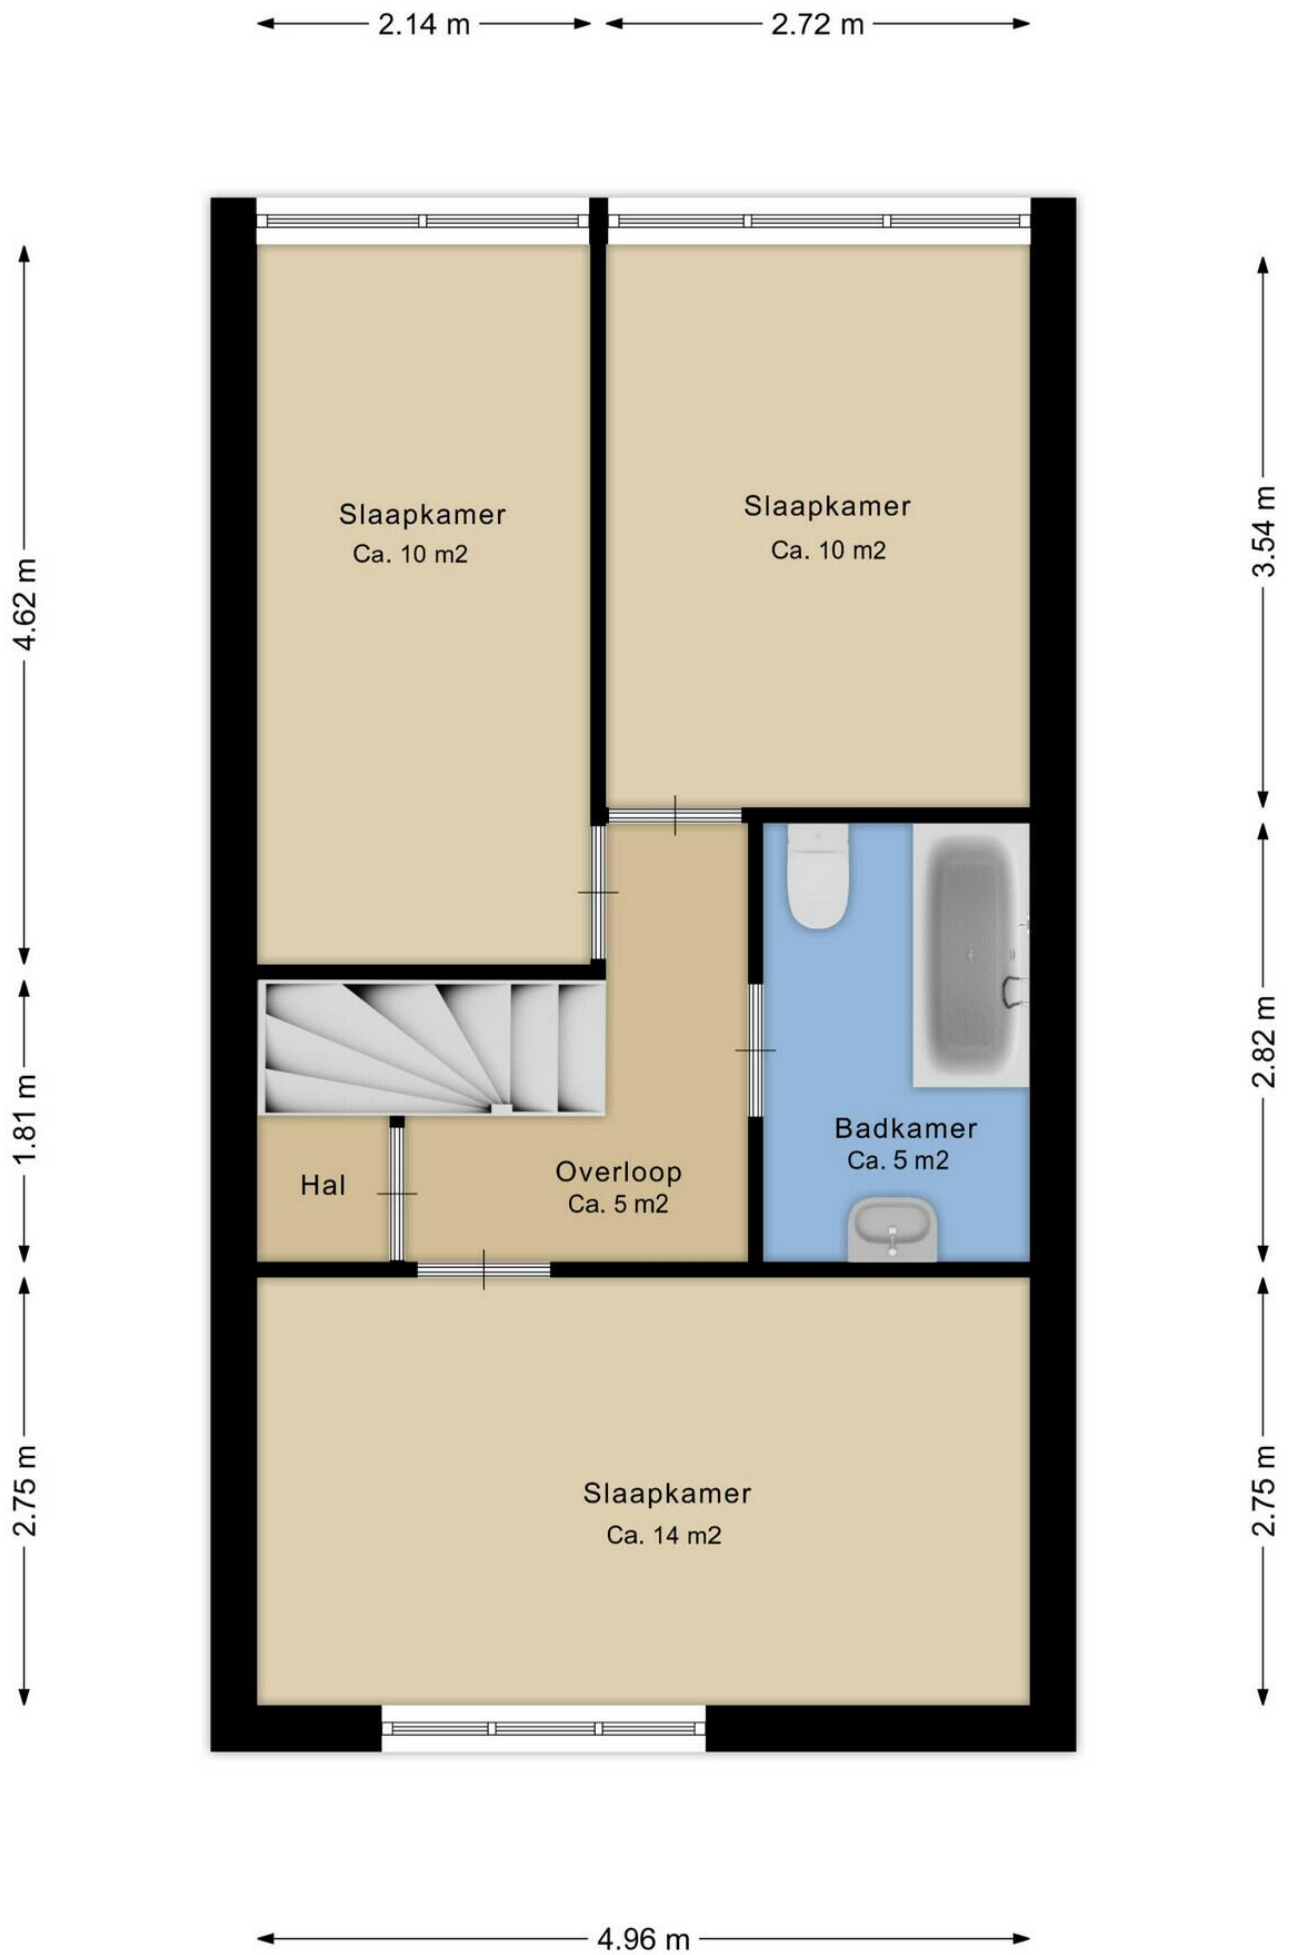 2.14 m
2.72 m
Slaapkamer
Ca. 10 m2
Slaapkamer
Ca. 10 m2
4.62 m
3.54 m
1.81 m
2.82 m
Hal
Overloop
Ca. 5 m2
Badkamer
Ca. 5 m2
2.75 m
2.75 m
Slaapkamer
Ca. 14 m2
4.96 m